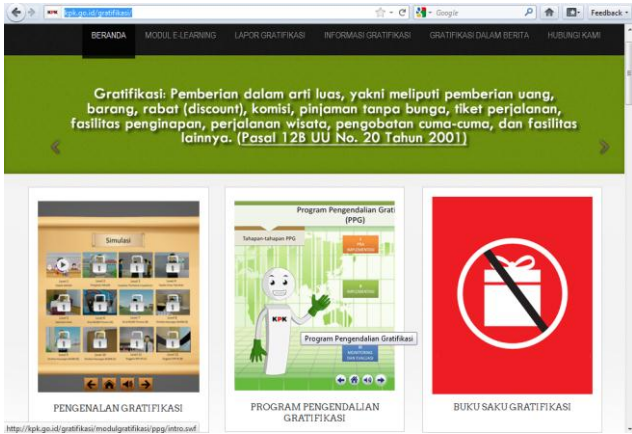 kpk.go.id/gratifikasi/
Google
Feedback
BERANDA MODUL E-LEARNING LAPOR GRATIFIKASI INFORMASI GRATIFIKASI GRATIFIKASI DALAM BERITA HUBUNGI KAMI
Gratifikasi: Pemberian dalam arti luas, yakni meliputi pemberian uang,
barang, rabat (discount), komisi, pinjaman tanpa bunga, tiket perjalanan,
fasilitas penginapan, perjalanan wisata, pengobatan cuma-cuma, dan fasilitas
lainnya. (Pasal 12B UU No. 20 Tahun 2001)
Simulasi
Program Pengendalian Grati
(PPG)
Tahapan-tahapan PPG
KPK
Program Pengendalian Gratifikasi
MONITORING
PENGENALAN GRATIFIKASI
PROGRAM PENGENDALIAN
GRATIFIKASI
BUKU SAKU GRATIFIKASI
http://kpk.go.id/gratifikasi/modulgratifikasi/ppg/intro.swf